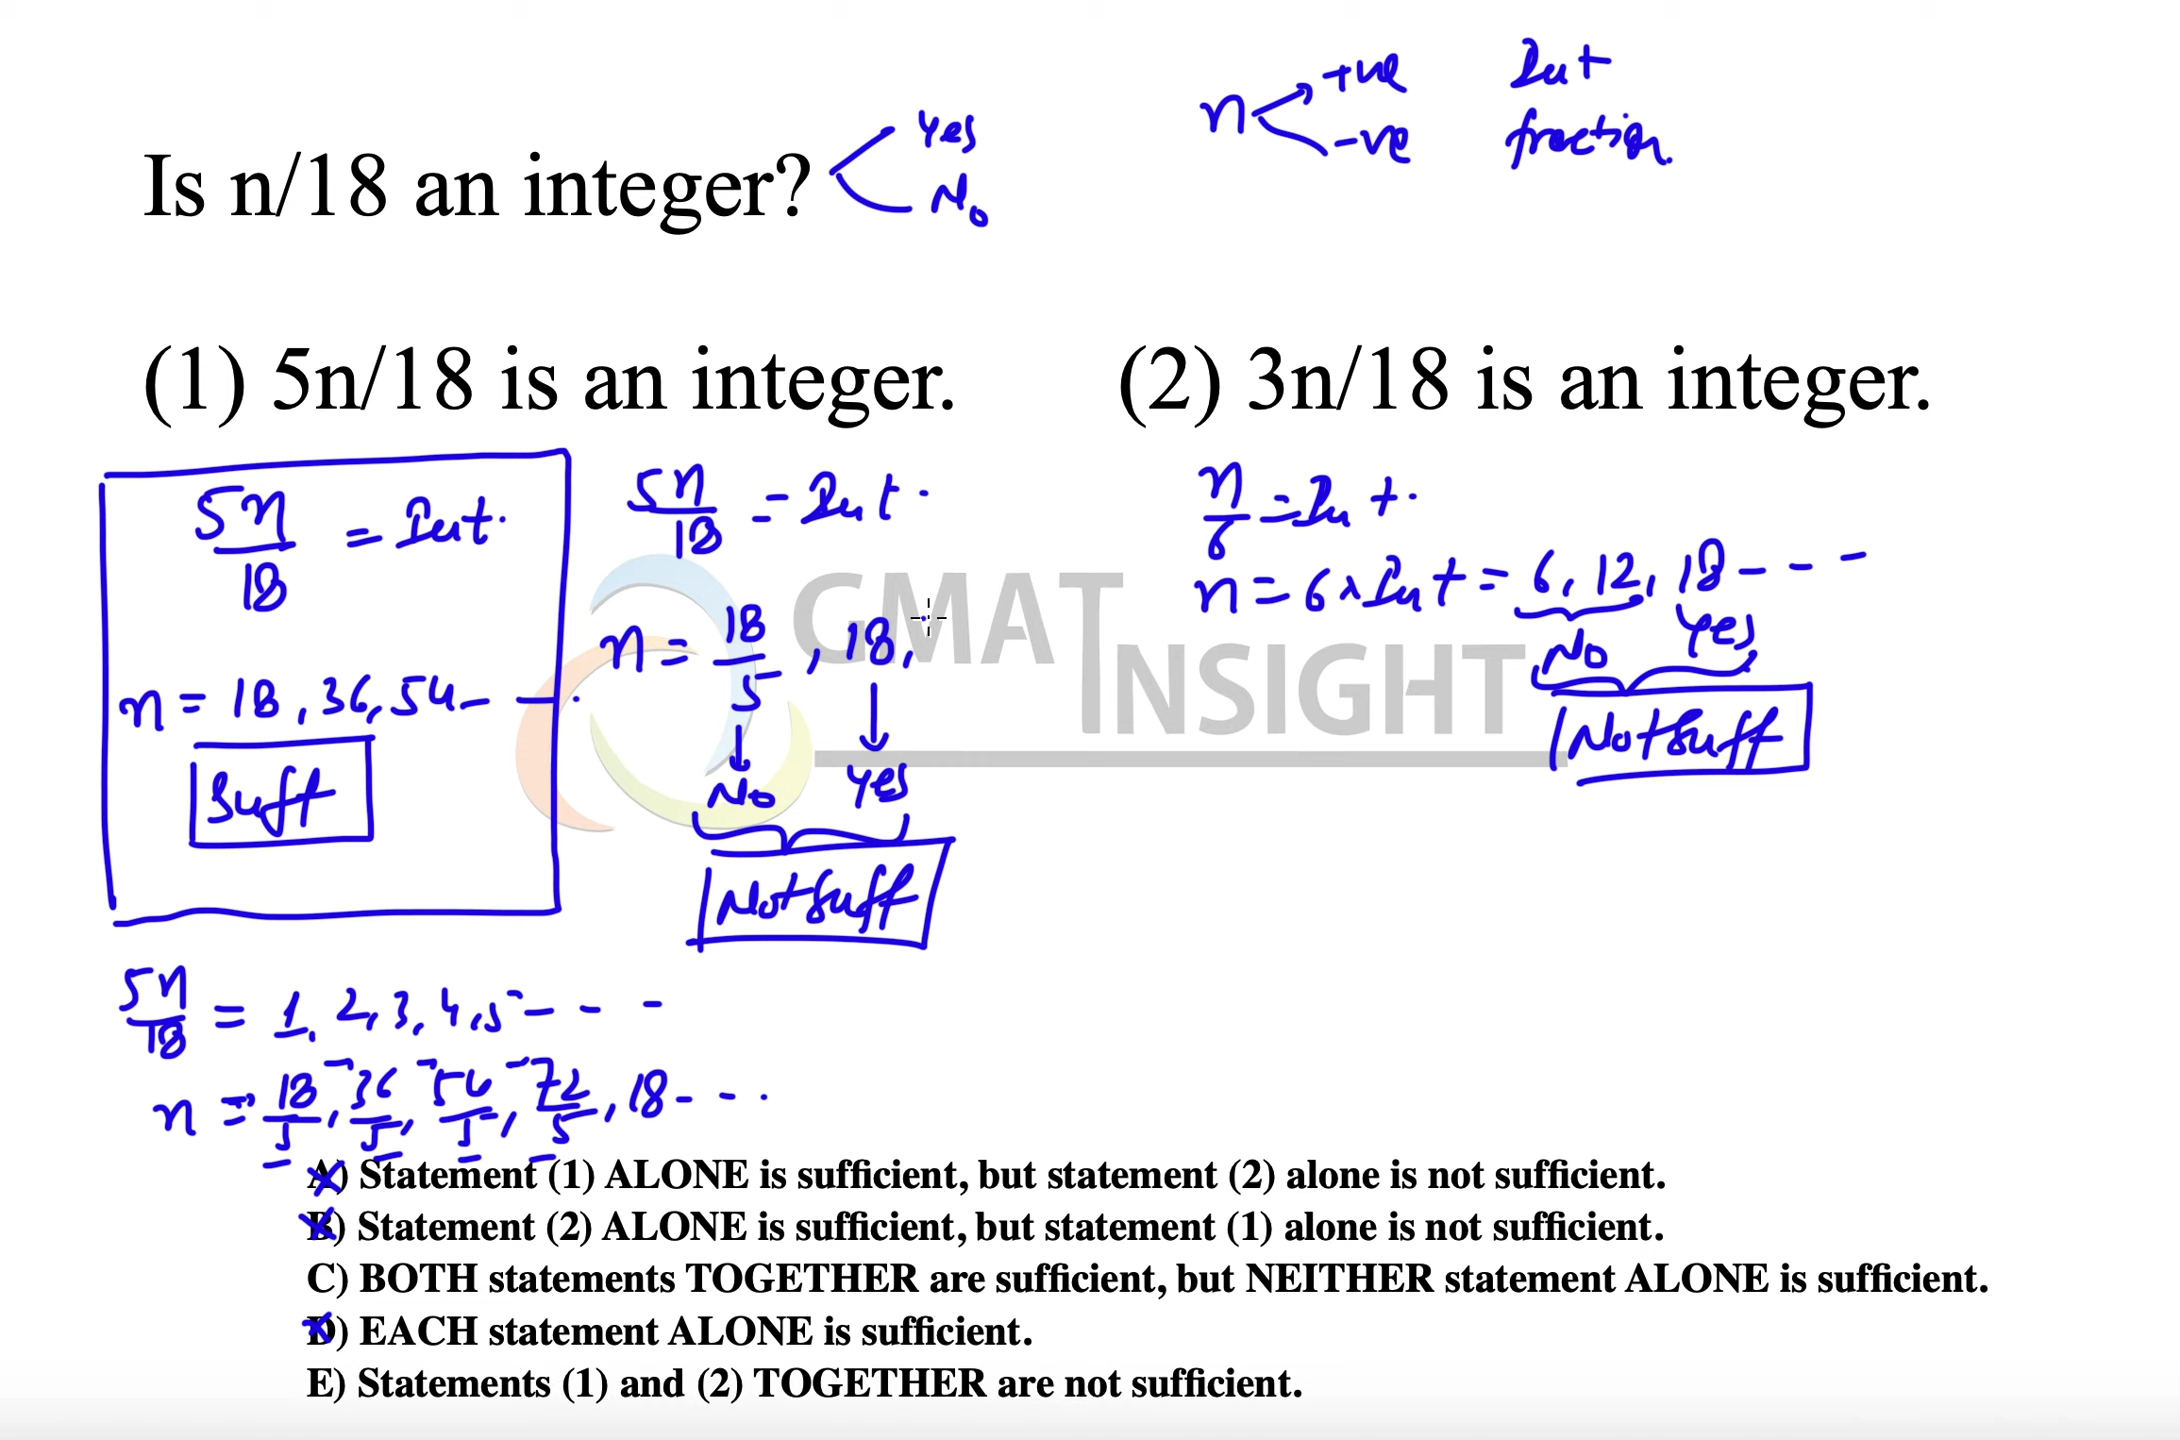 n +ve Int
-ve fraction
Is n/18 an integer? Yes
No
(1) 5n/18 is an integer. (2) 3n/18 is an integer.
5n/18 = Int.
n = 18, 36, 54 - - .
Suff
5n/18 = Int.
n = 18/5, 18,
No Yes
Not Suff
n/6 = Int.
n = 6 x Int = 6, 12, 18 - - -
No Yes
Not Suff
GMAT INSIGHT
5n/18 = 1, 2, 3, 4, 5 - - -
n = 18/5, 36/5, 54/5, 72/5, 18 - - .
A) Statement (1) ALONE is sufficient, but statement (2) alone is not sufficient.
B) Statement (2) ALONE is sufficient, but statement (1) alone is not sufficient.
C) BOTH statements TOGETHER are sufficient, but NEITHER statement ALONE is sufficient.
D) EACH statement ALONE is sufficient.
E) Statements (1) and (2) TOGETHER are not sufficient.